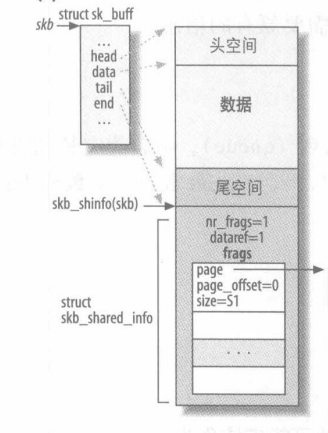 struct sk_buff
skb
...
head
data
tail
end
头空间
数据
尾空间
skb_shinfo(skb)
nr_frags=1
dataref=1
frags
page
page_offset=0
size=S1
struct
skb_shared_info
...